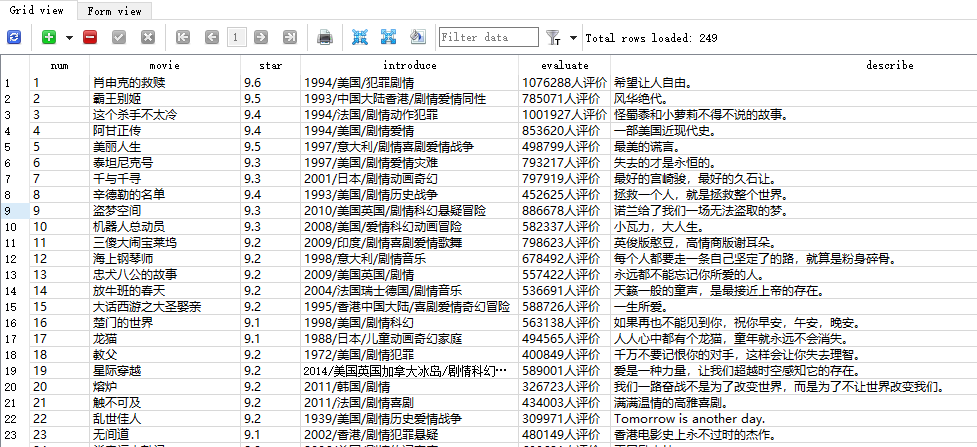 Grid view Form view
1 Filter data Total rows loaded: 249
num movie star introduce evaluate describe
1 1 肖申克的救赎 9.6 1994/美国/犯罪剧情 1076288人评价 希望让人自由。
2 2 霸王别姬 9.5 1993/中国大陆香港/剧情爱情同性 785071人评价 风华绝代。
3 3 这个杀手不太冷 9.4 1994/法国/剧情动作犯罪 1001927人评价 怪蜀黍和小萝莉不得不说的故事。
4 4 阿甘正传 9.4 1994/美国/剧情爱情 853620人评价 一部美国近现代史。
5 5 美丽人生 9.5 1997/意大利/剧情喜剧爱情战争 498799人评价 最美的谎言。
6 6 泰坦尼克号 9.3 1997/美国/剧情爱情灾难 793217人评价 失去的才是永恒的。
7 7 千与千寻 9.3 2001/日本/剧情动画奇幻 797919人评价 最好的宫崎骏，最好的久石让。
8 8 辛德勒的名单 9.4 1993/美国/剧情历史战争 452625人评价 拯救一个人，就是拯救整个世界。
9 9 盗梦空间 9.3 2010/美国英国/剧情科幻悬疑冒险 886678人评价 诺兰给了我们一场无法盗取的梦。
10 10 机器人总动员 9.3 2008/美国/爱情科幻动画冒险 582337人评价 小瓦力，大人生。
11 11 三傻大闹宝莱坞 9.2 2009/印度/剧情喜剧爱情歌舞 798623人评价 英俊版憨豆，高情商版谢耳朵。
12 12 海上钢琴师 9.2 1998/意大利/剧情音乐 678492人评价 每个人都要走一条自己坚定了的路，就算是粉身碎骨。
13 13 忠犬八公的故事 9.2 2009/美国英国/剧情 557422人评价 永远都不能忘记你所爱的人。
14 14 放牛班的春天 9.2 2004/法国瑞士德国/剧情音乐 536691人评价 天籁一般的童声，是最接近上帝的存在。
15 15 大话西游之大圣娶亲 9.2 1995/香港中国大陆/喜剧爱情奇幻冒险 588726人评价 一生所爱。
16 16 楚门的世界 9.1 1998/美国/剧情科幻 563138人评价 如果再也不能见到你，祝你早安，午安，晚安。
17 17 龙猫 9.1 1988/日本/儿童动画奇幻家庭 494565人评价 人人心中都有个龙猫，童年就永远不会消失。
18 18 教父 9.2 1972/美国/剧情犯罪 400849人评价 千万不要记恨你的对手，这样会让你失去理智。
19 19 星际穿越 9.2 2014/美国英国加拿大冰岛/剧情科幻… 589001人评价 爱是一种力量，让我们超越时空感知它的存在。
20 20 熔炉 9.2 2011/韩国/剧情 326723人评价 我们一路奋战不是为了改变世界，而是为了不让世界改变我们。
21 21 触不可及 9.2 2011/法国/剧情喜剧 434003人评价 满满温情的高雅喜剧。
22 22 乱世佳人 9.2 1939/美国/剧情历史爱情战争 309971人评价 Tomorrow is another day.
23 23 无间道 9.1 2002/香港/剧情犯罪悬疑 480149人评价 香港电影史上永不过时的杰作。